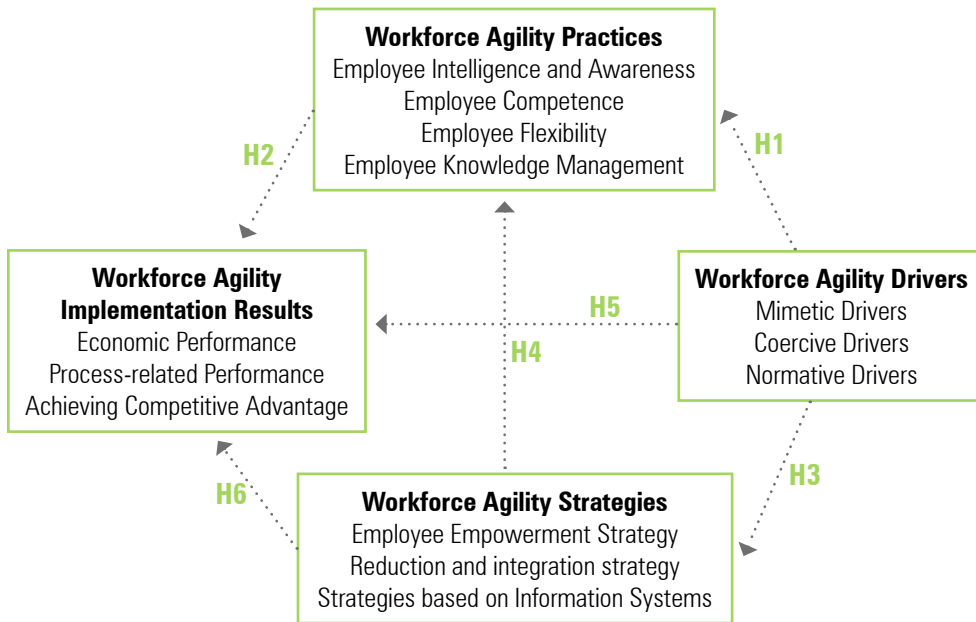 Workforce Agility Practices
Employee Intelligence and Awareness
Employee Competence
Employee Flexibility
Employee Knowledge Management
H2
H1
Workforce Agility
Implementation Results
Economic Performance
Process-related Performance
Achieving Competitive Advantage
H5
H4
Workforce Agility Drivers
Mimetic Drivers
Coercive Drivers
Normative Drivers
H6
H3
Workforce Agility Strategies
Employee Empowerment Strategy
Reduction and integration strategy
Strategies based on Information Systems